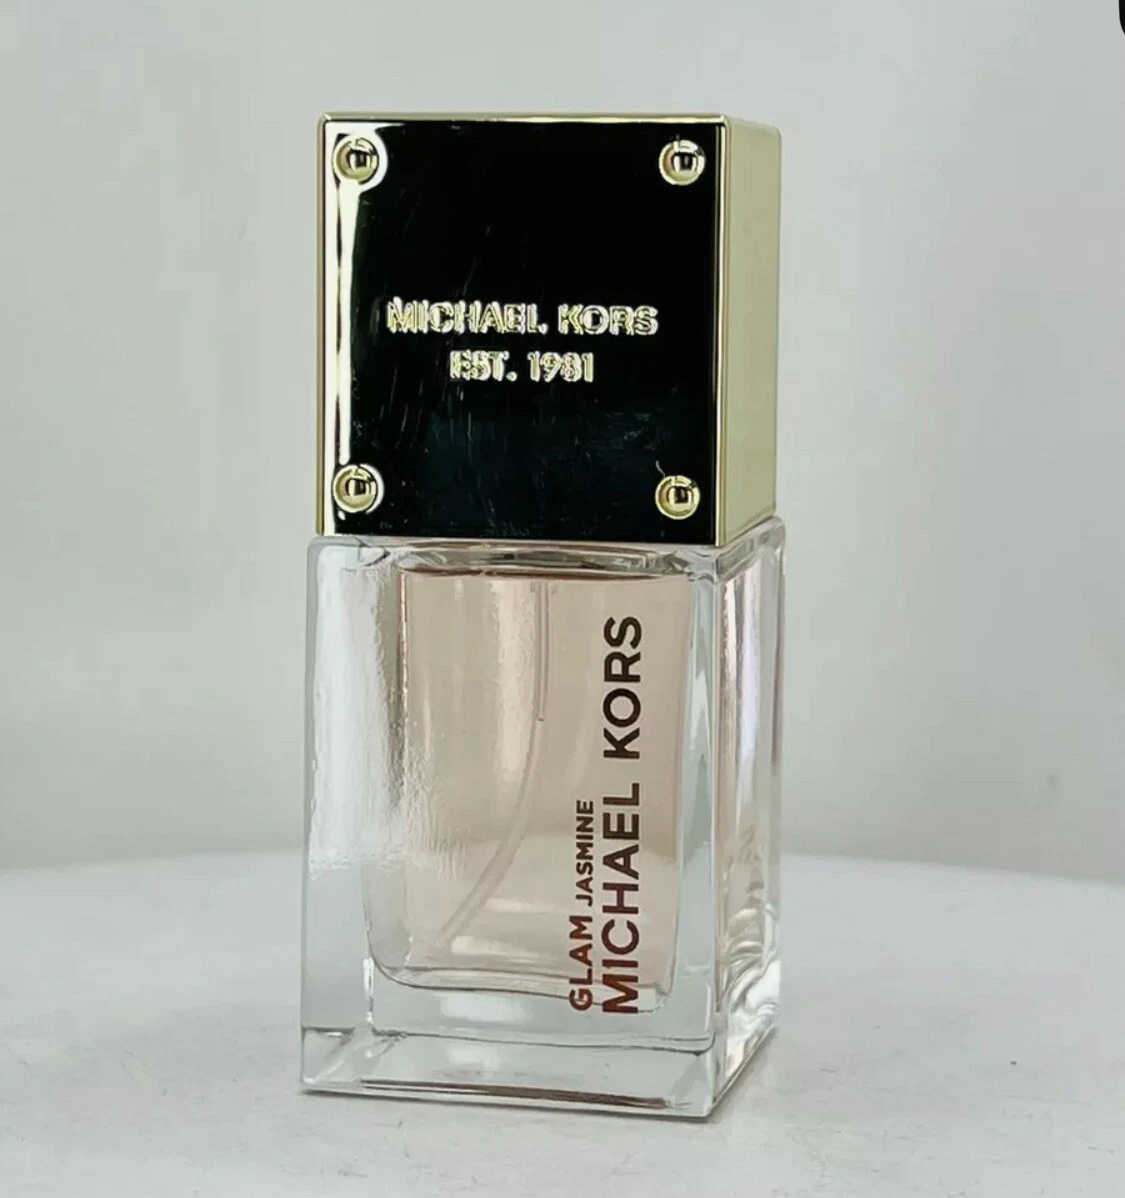 MICHAEL KORS
EST. 1981
GLAM JASMINE
MICHAEL KORS